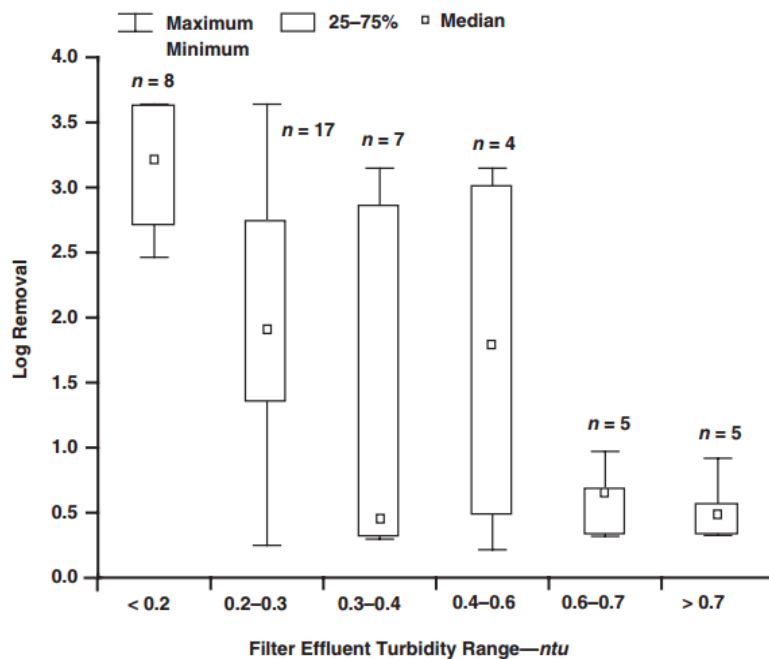 Maximum
Minimum
25–75%
Median
Log Removal
4.0
3.5
3.0
2.5
2.0
1.5
1.0
0.5
0.0
n = 8
n = 17
n = 7
n = 4
n = 5
n = 5
< 0.2
0.2–0.3
0.3–0.4
0.4–0.6
0.6–0.7
> 0.7
Filter Effluent Turbidity Range—ntu